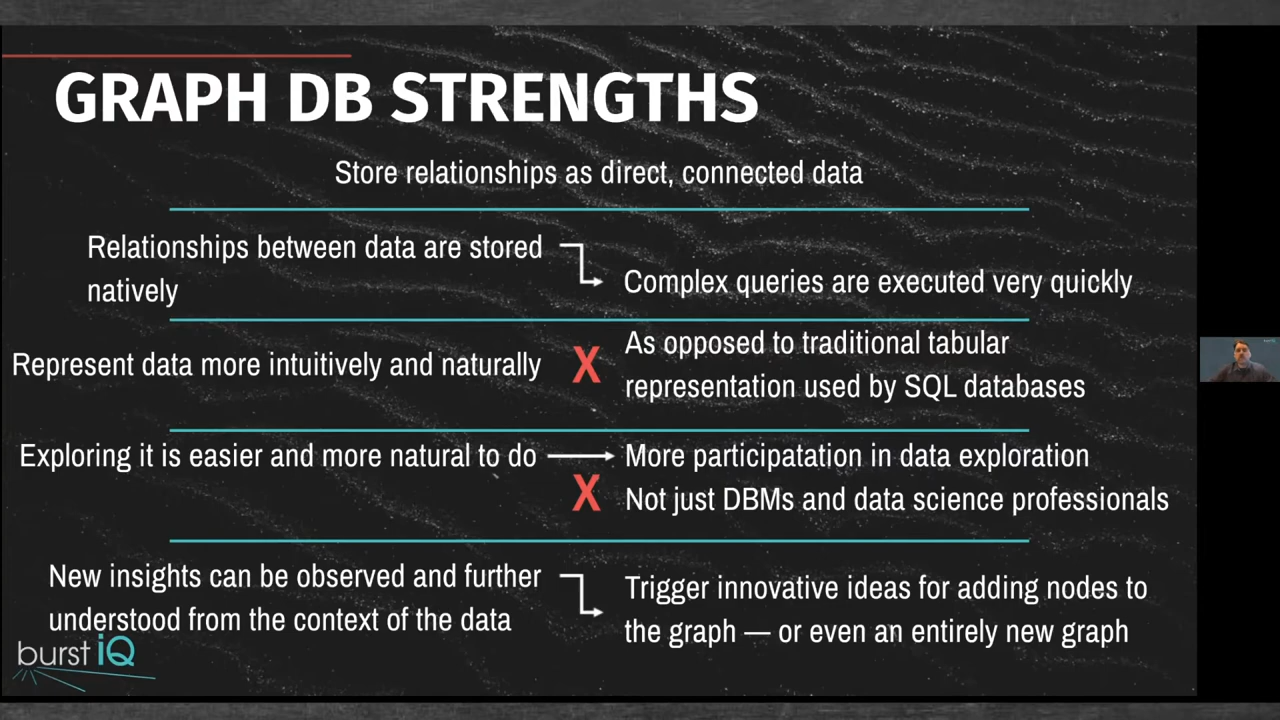 GRAPH DB STRENGTHS
Store relationships as direct, connected data
Relationships between data are stored
natively
Complex queries are executed very quickly
Represent data more intuitively and naturally
X
As opposed to traditional tabular
representation used by SQL databases
Exploring it is easier and more natural to do
More participatation in data exploration
X
Not just DBMs and data science professionals
New insights can be observed and further
understood from the context of the data
Trigger innovative ideas for adding nodes to
the graph — or even an entirely new graph
burst iQ